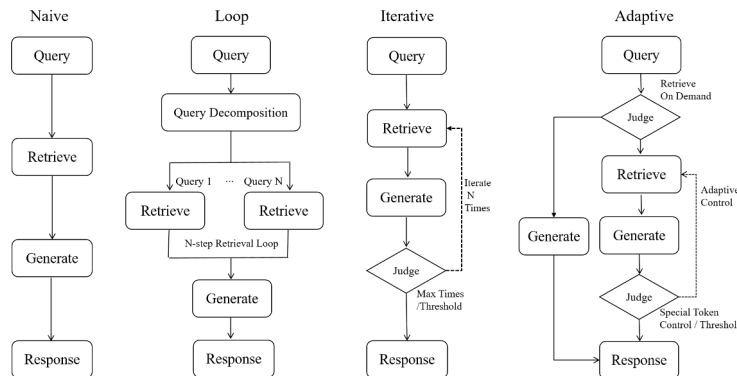 Naive
Query
Retrieve
Generate
Response
Loop
Query
Query Decomposition
Query 1 ... Query N
Retrieve Retrieve
N-step Retrieval Loop
Generate
Response
Iterative
Query
Retrieve
Generate
Iterate
N
Times
Judge
Max Times
/Threshold
Response
Adaptive
Query
Retrieve
On Demand
Judge
Retrieve
Adaptive
Control
Generate
Generate
Judge
Special Token
Control / Threshol
Response